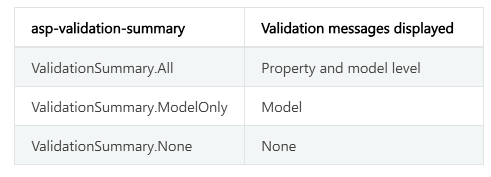 asp-validation-summary Validation messages displayed
ValidationSummary.All Property and model level
ValidationSummary.ModelOnly Model
ValidationSummary.None None